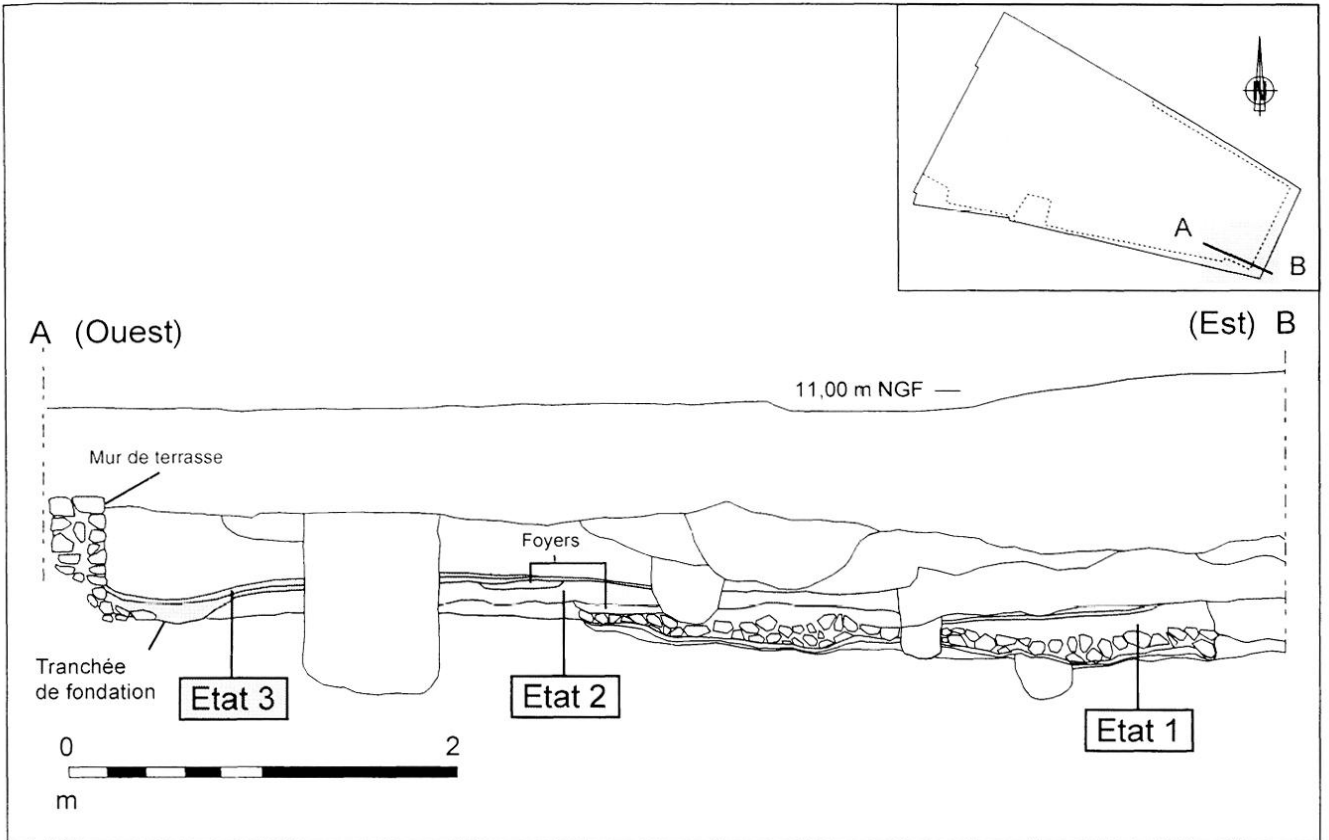 N
A
B
A (Ouest)
(Est) B
11,00 m NGF
Mur de terrasse
Foyers
Tranchée
de fondation
Etat 3
Etat 2
Etat 1
0 2
m